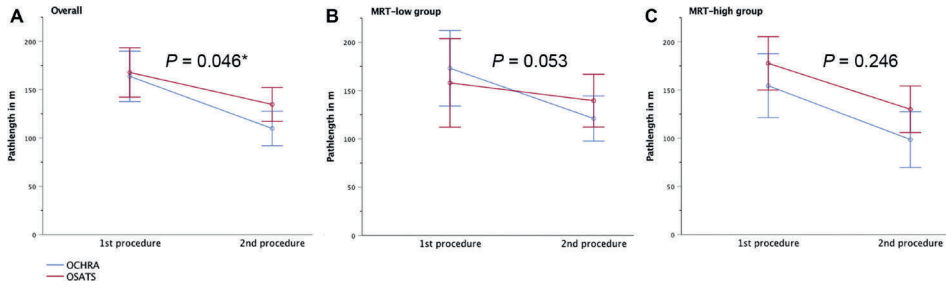 A Overall
Pathlength in m
200
150
100
50
0
P = 0.046*
1st procedure 2nd procedure
OCHRA
OSATS
B MRT-low group
Pathlength in m
200
150
100
50
0
P = 0.053
1st procedure 2nd procedure
C MRT-high group
Pathlength in m
200
150
100
50
0
P = 0.246
1st procedure 2nd procedure